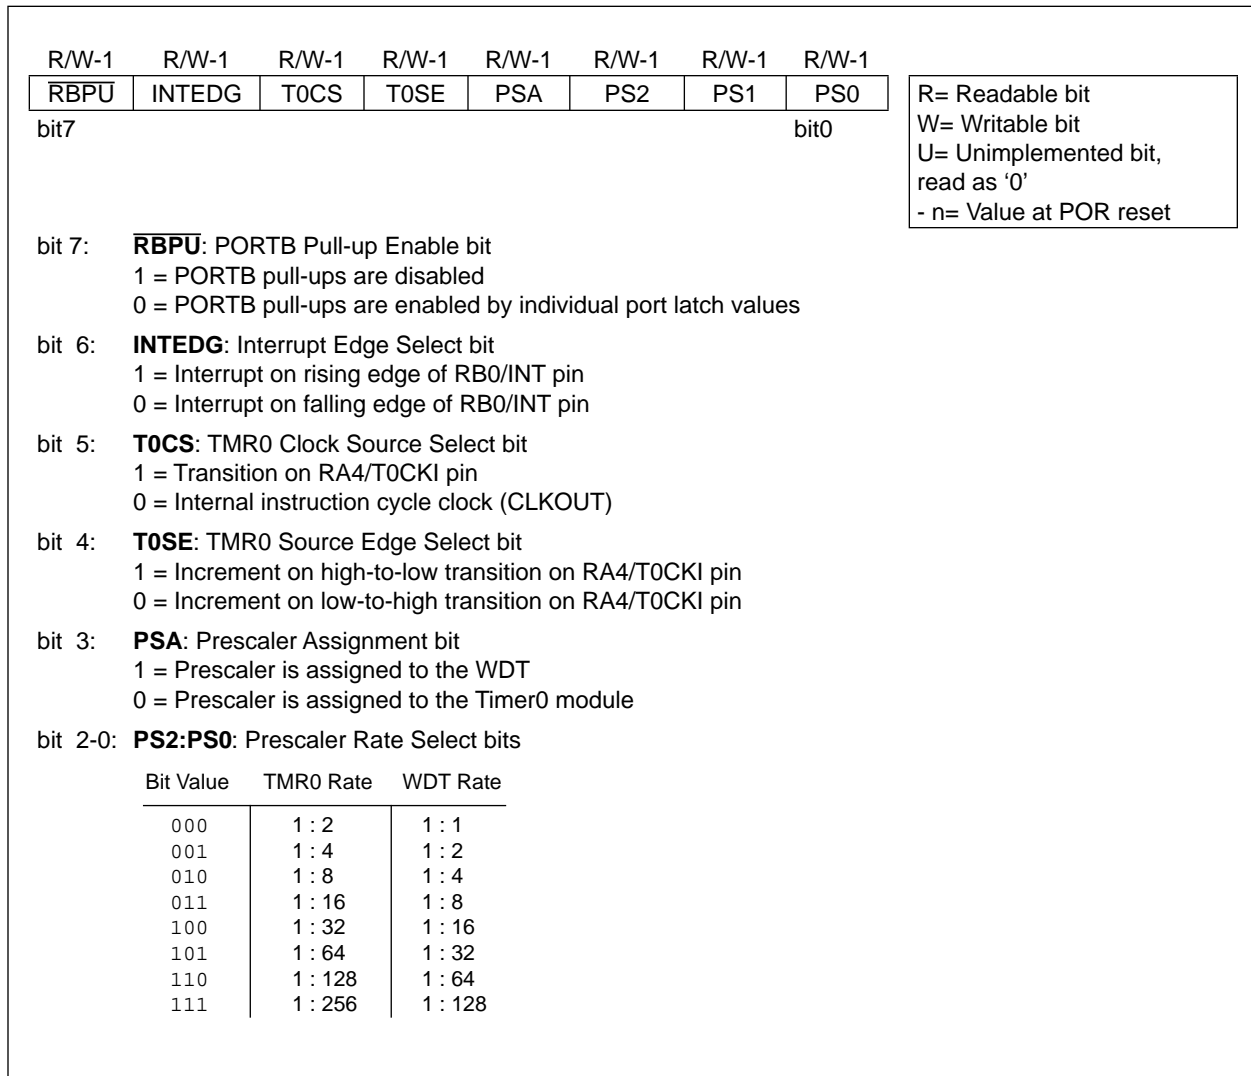 R/W-1 R/W-1 R/W-1 R/W-1 R/W-1 R/W-1 R/W-1 R/W-1
RBPU INTEDG T0CS T0SE PSA PS2 PS1 PS0
bit7 bit0
R= Readable bit
W= Writable bit
U= Unimplemented bit,
read as ‘0’
- n= Value at POR reset
bit 7: RBPU: PORTB Pull-up Enable bit
1 = PORTB pull-ups are disabled
0 = PORTB pull-ups are enabled by individual port latch values
bit 6: INTEDG: Interrupt Edge Select bit
1 = Interrupt on rising edge of RB0/INT pin
0 = Interrupt on falling edge of RB0/INT pin
bit 5: T0CS: TMR0 Clock Source Select bit
1 = Transition on RA4/T0CKI pin
0 = Internal instruction cycle clock (CLKOUT)
bit 4: T0SE: TMR0 Source Edge Select bit
1 = Increment on high-to-low transition on RA4/T0CKI pin
0 = Increment on low-to-high transition on RA4/T0CKI pin
bit 3: PSA: Prescaler Assignment bit
1 = Prescaler is assigned to the WDT
0 = Prescaler is assigned to the Timer0 module
bit 2-0: PS2:PS0: Prescaler Rate Select bits
Bit Value TMR0 Rate WDT Rate
000 1 : 2 1 : 1
001 1 : 4 1 : 2
010 1 : 8 1 : 4
011 1 : 16 1 : 8
100 1 : 32 1 : 16
101 1 : 64 1 : 32
110 1 : 128 1 : 64
111 1 : 256 1 : 128